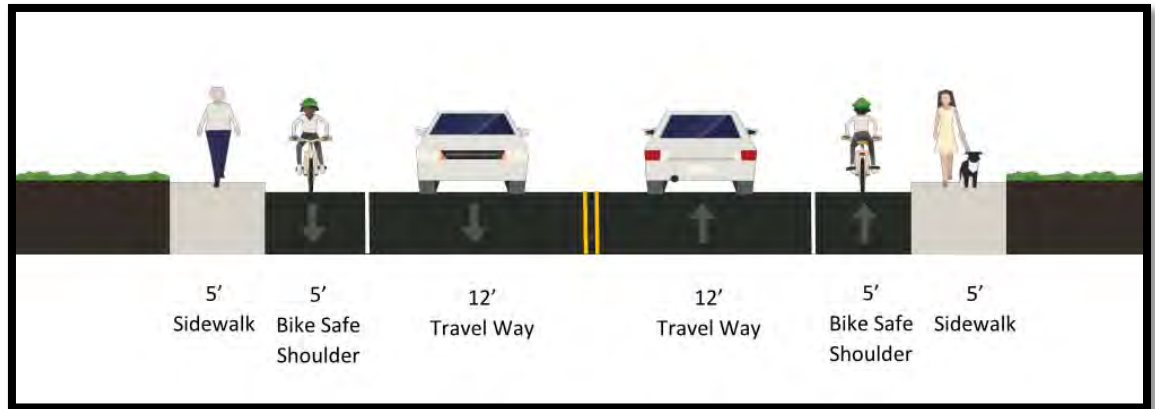 5’
Sidewalk
5’
Bike Safe
Shoulder
12’
Travel Way
12’
Travel Way
5’
Bike Safe
Shoulder
5’
Sidewalk